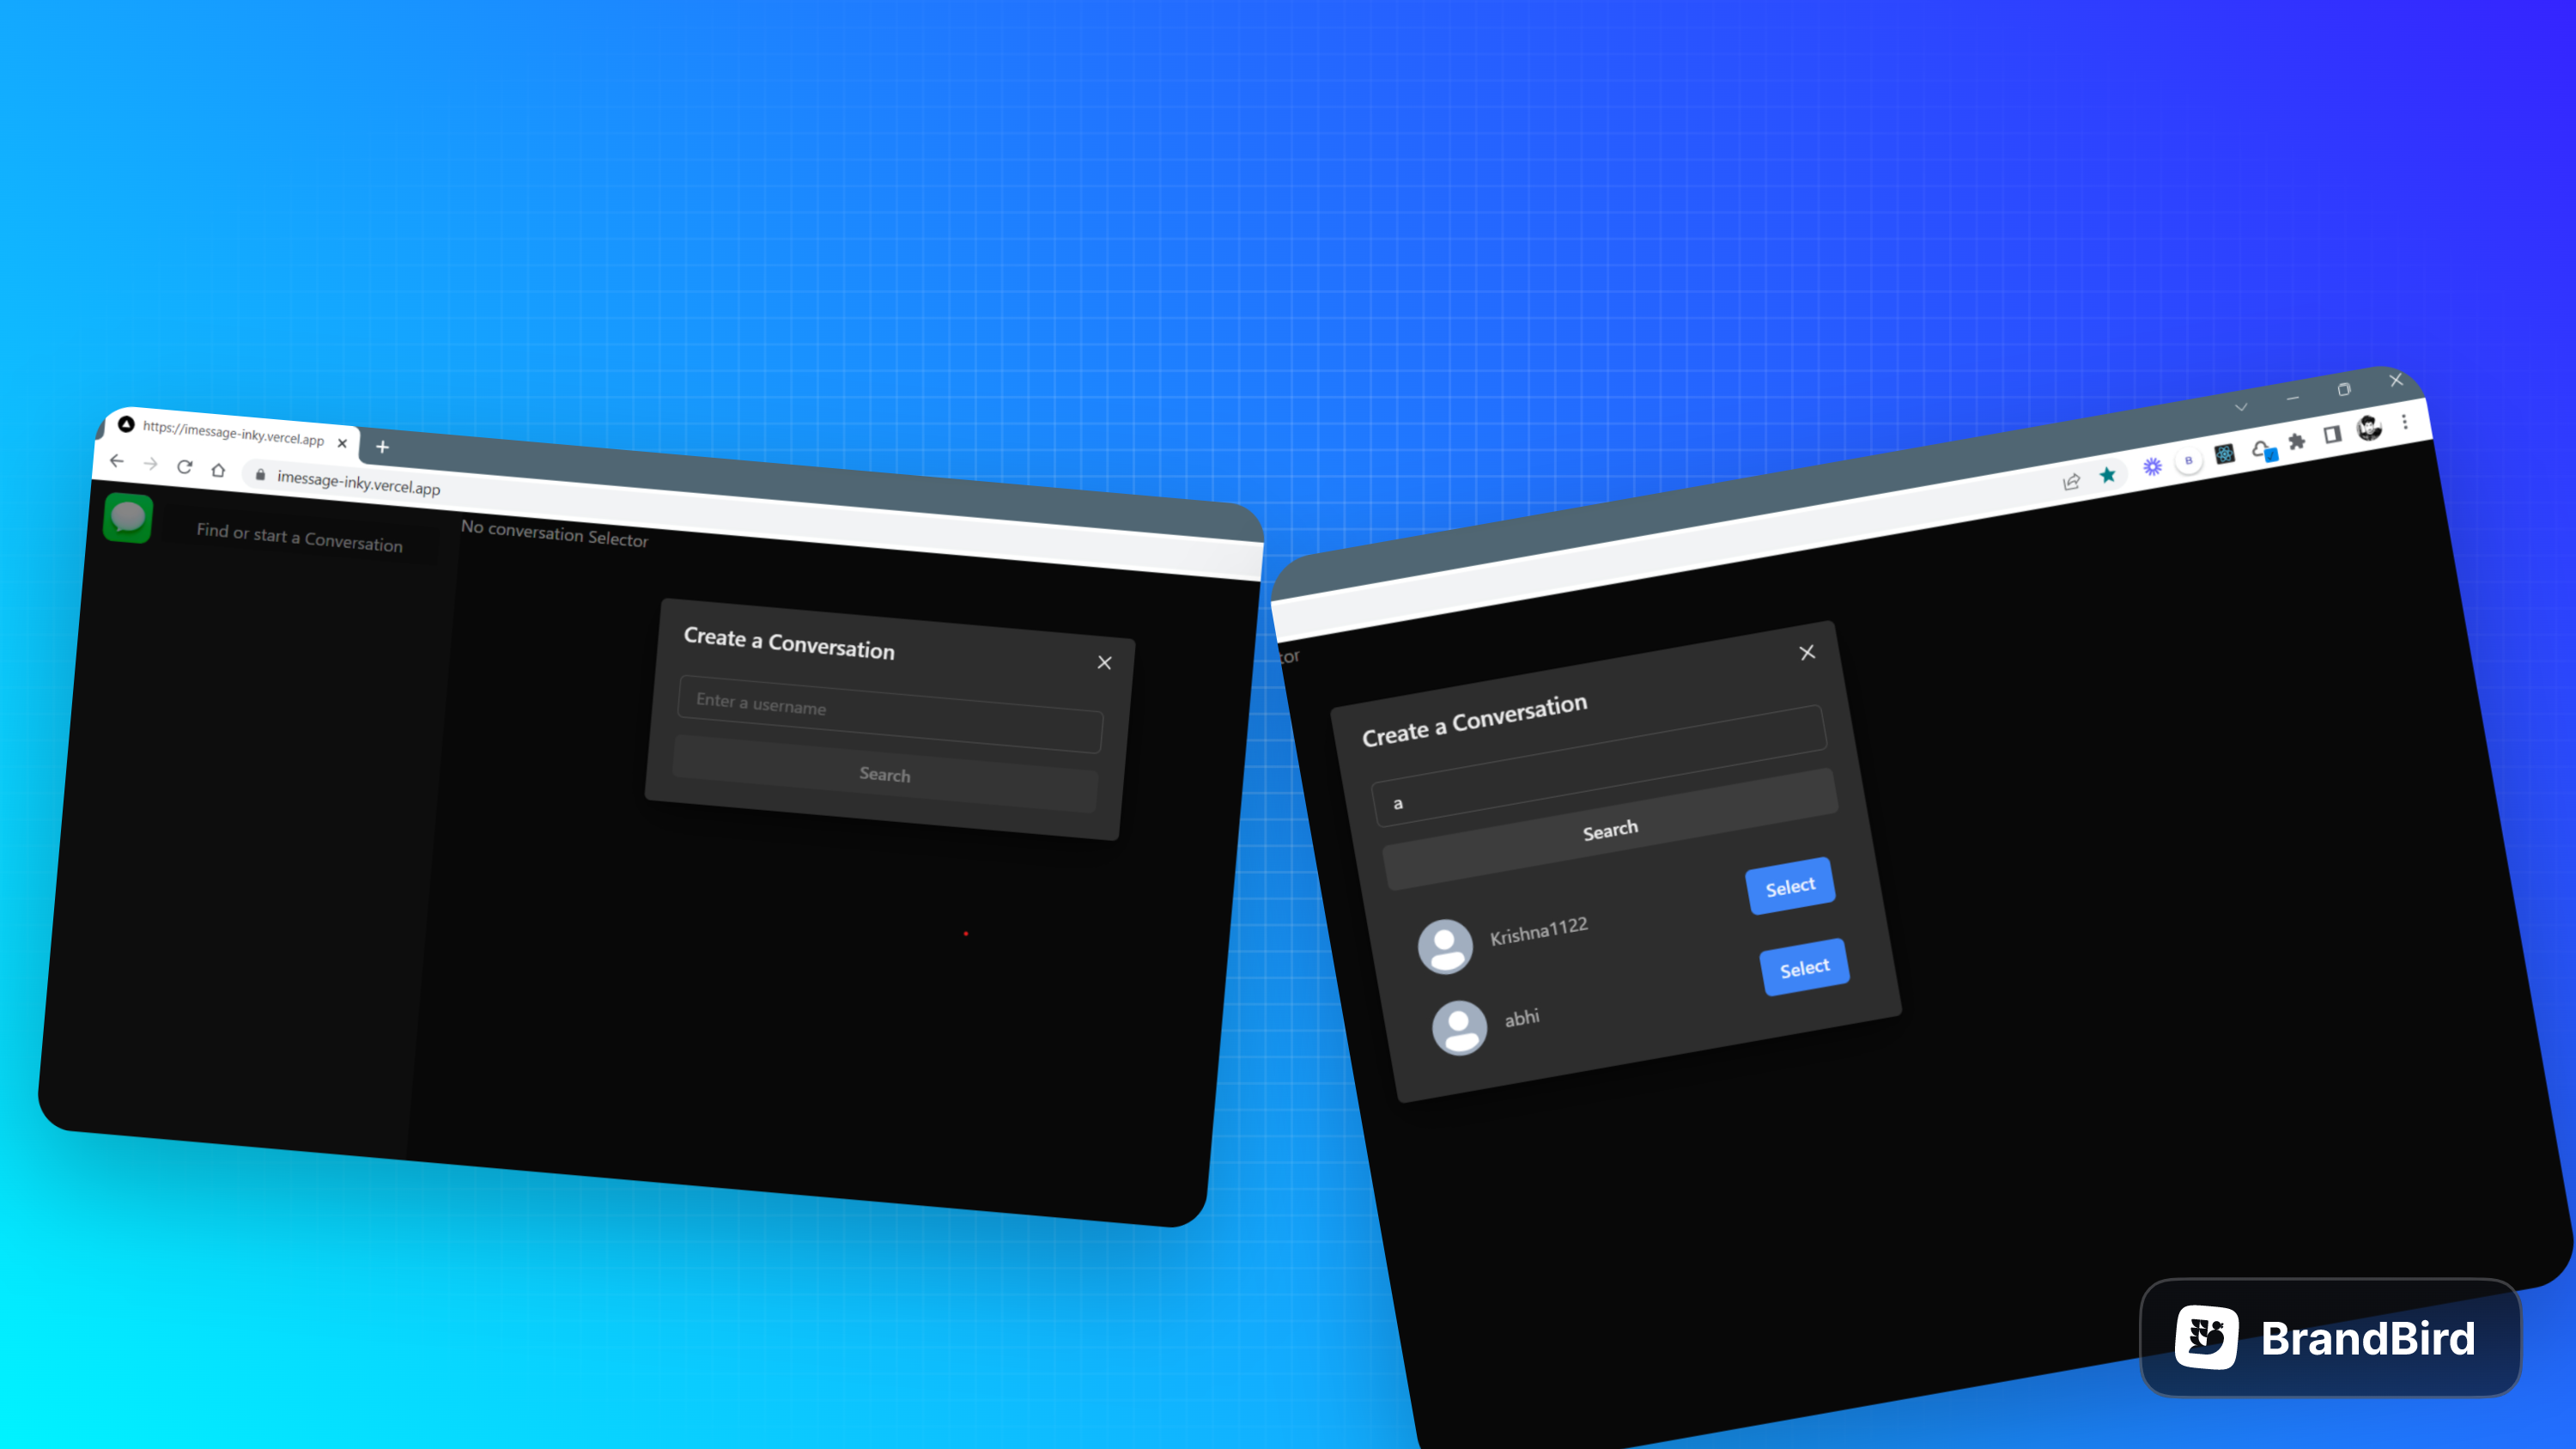 https://imessage-inky.vercel.app
imessage-inky.vercel.app
Find or start a Conversation
No conversation Selector
Create a Conversation
Enter a username
Search
tor
Create a Conversation
a
Search
Krishna1122
Select
abhi
Select
B
BrandBird